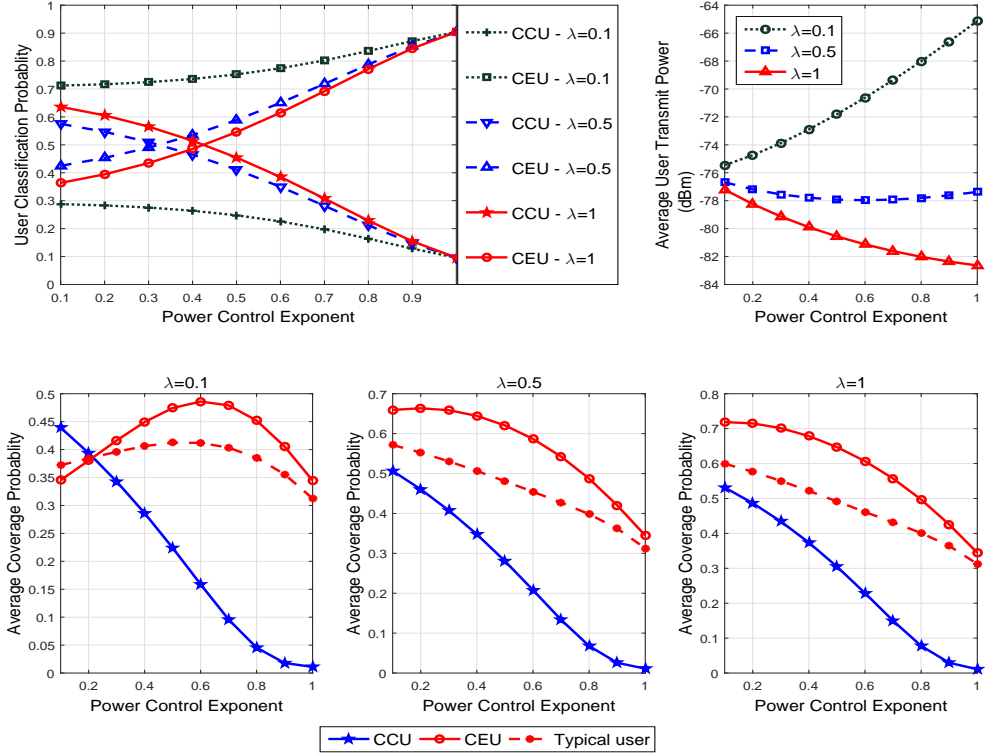 User Classification Probablity
1
0.9
0.8
0.7
0.6
0.5
0.4
0.3
0.2
0.1
0
0.1 0.2 0.3 0.4 0.5 0.6 0.7 0.8 0.9
Power Control Exponent
CCU - λ=0.1
CEU - λ=0.1
CCU - λ=0.5
CEU - λ=0.5
CCU - λ=1
CEU - λ=1
Average User Transmit Power
(dBm)
-64
-66
-68
-70
-72
-74
-76
-78
-80
-82
-84
0.2 0.4 0.6 0.8 1
Power Control Exponent
λ=0.1
λ=0.5
λ=1
λ=0.1
Average Coverage Probablity
0.5
0.45
0.4
0.35
0.3
0.25
0.2
0.15
0.1
0.05
0
0.2 0.4 0.6 0.8 1
Power Control Exponent
λ=0.5
Average Coverage Probablity
0.7
0.6
0.5
0.4
0.3
0.2
0.1
0
0.2 0.4 0.6 0.8 1
Power Control Exponent
λ=1
Average Coverage Probablity
0.8
0.7
0.6
0.5
0.4
0.3
0.2
0.1
0
0.2 0.4 0.6 0.8 1
Power Control Exponent
CCU CEU Typical user